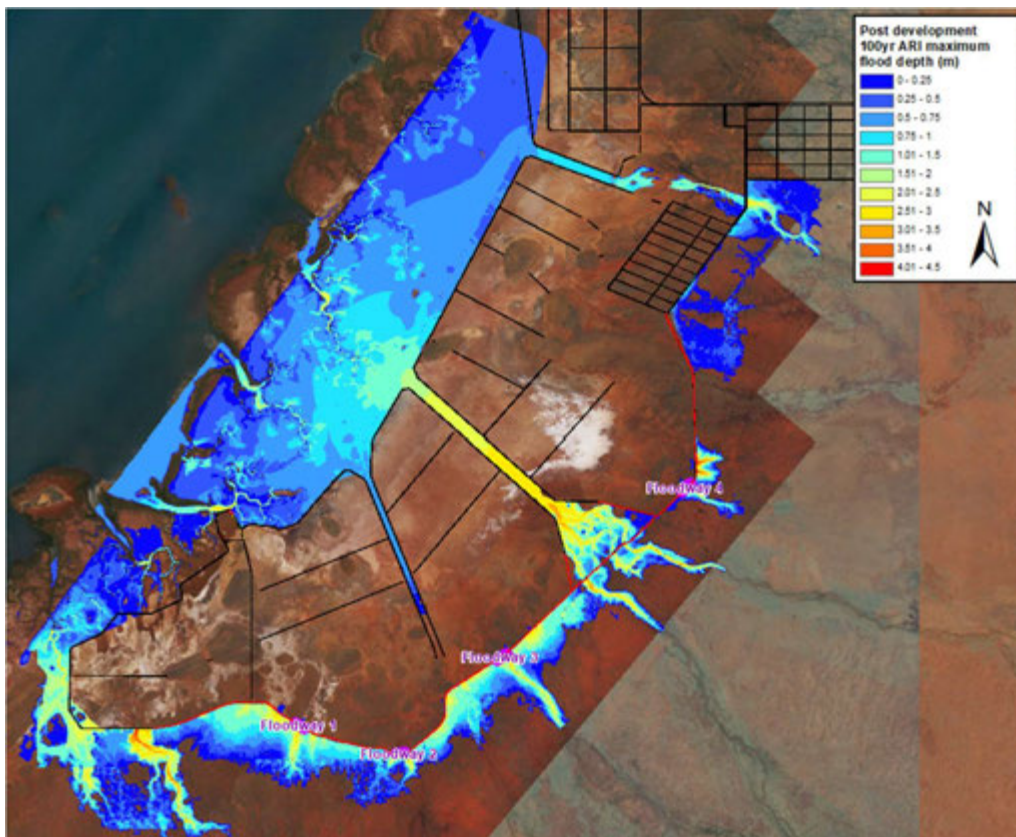 Post development
100yr ARI maximum
flood depth (m)
0 - 0.25
0.25 - 0.5
0.5 - 0.75
0.75 - 1
1.01 - 1.5
1.51 - 2
2.01 - 2.5
2.51 - 3
3.01 - 3.5
3.51 - 4
4.01 - 4.5
N
Floodway 4
Floodway 3
Floodway 1
Floodway 2